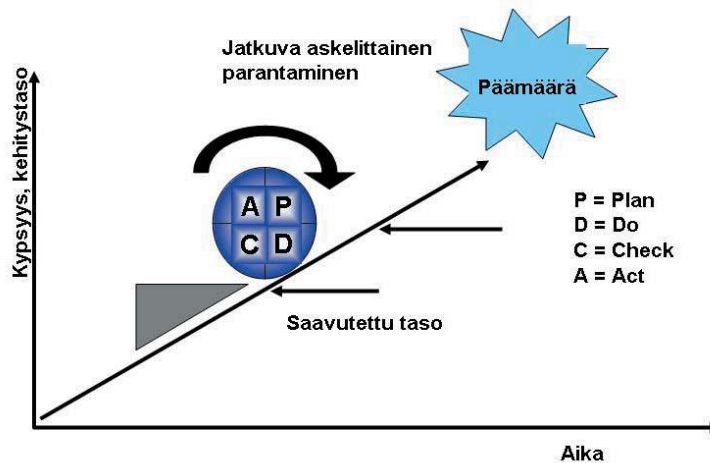 Jatkuva askelittainen
parantaminen
Päämäärä
Kypsyys, kehitystaso
A P
C D
P = Plan
D = Do
C = Check
A = Act
Saavutettu taso
Aika